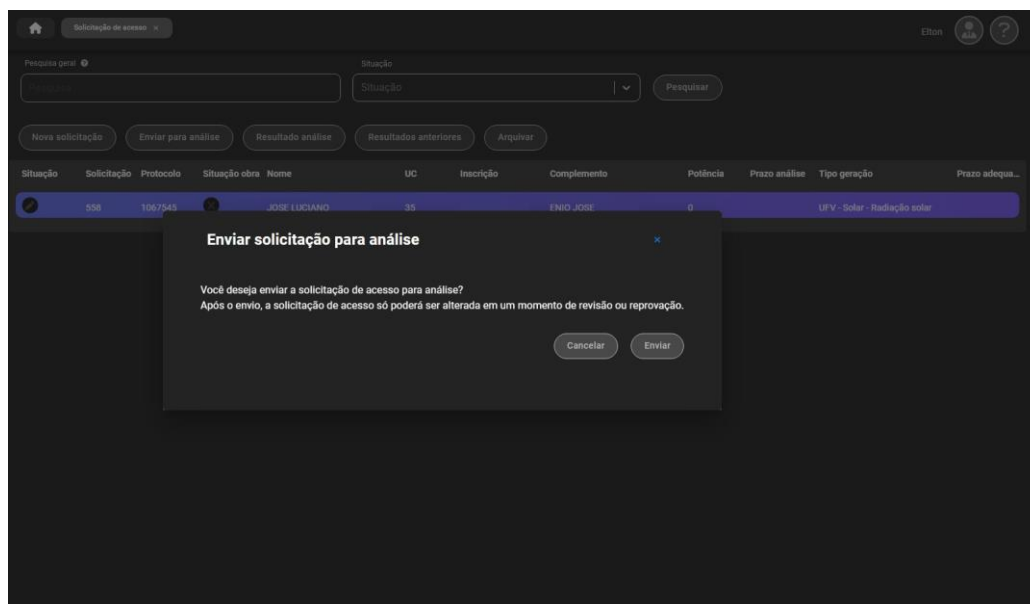 Solicitação de acesso ×
Elton
?
Pesquisa geral ?
Situação
Pesquisa
Situação
Pesquisar
Nova solicitação
Enviar para análise
Resultado análise
Resultados anteriores
Arquivar
Situação Solicitação Protocolo Situação obra Nome UC Inscrição Complemento Potência Prazo análise Tipo geração Prazo adequa...
558 1067545 JOSE LUCIANO 35 ENIO JOSE 0 UFV - Solar - Radiação solar
Enviar solicitação para análise ×
Você deseja enviar a solicitação de acesso para análise?
Após o envio, a solicitação de acesso só poderá ser alterada em um momento de revisão ou reprovação.
Cancelar
Enviar